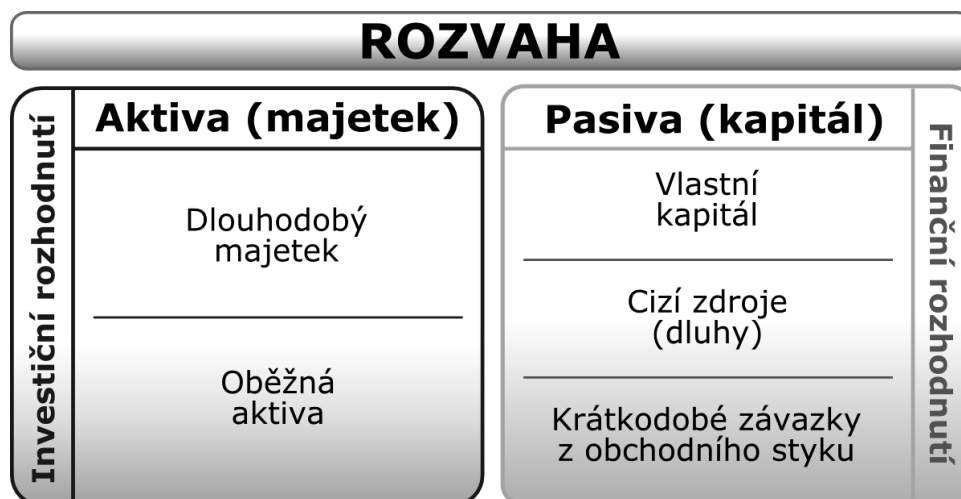 ROZVAHA
Investiční rozhodnutí
Aktiva (majetek)
Dlouhodobý
majetek
Oběžná
aktiva
Pasiva (kapitál)
Vlastní
kapitál
Cizí zdroje
(dluhy)
Krátkodobé závazky
z obchodního styku
Finanční rozhodnutí